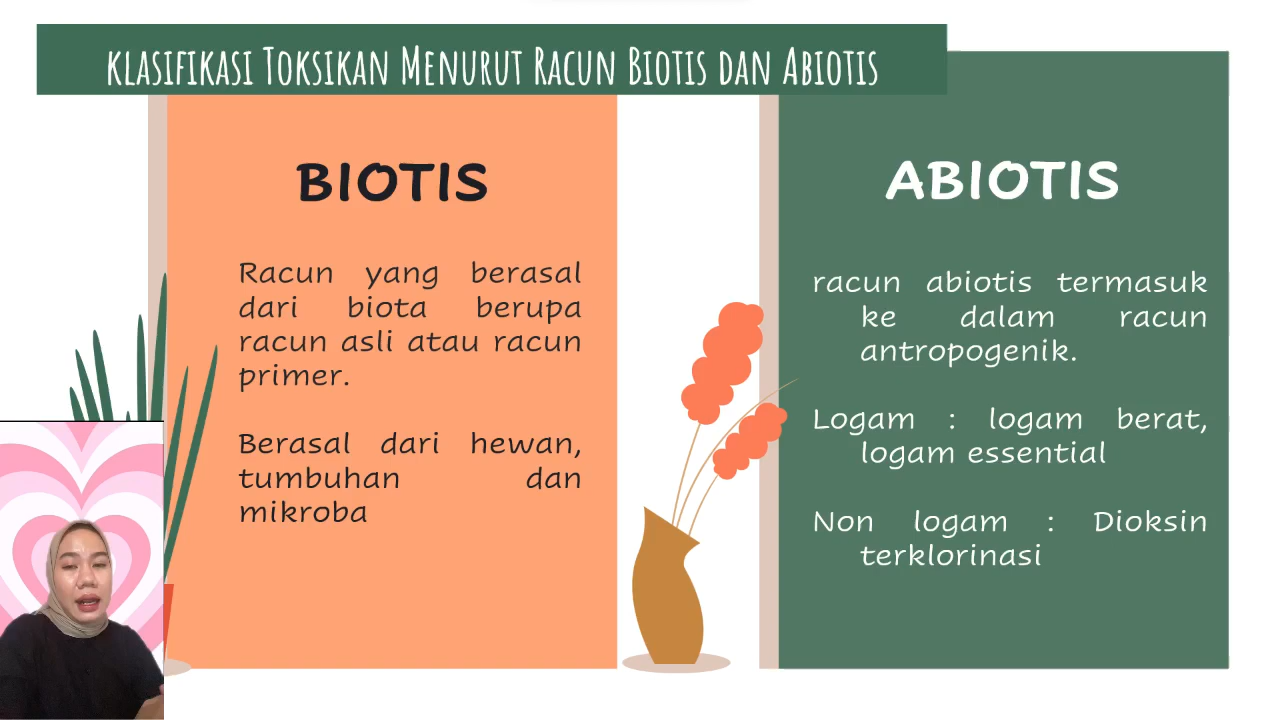 KLASIFIKASI TOKSIKAN MENURUT RACUN BIOTIS DAN ABIOTIS
BIOTIS
Racun yang berasal
dari biota berupa
racun asli atau racun
primer.
Berasal dari hewan,
tumbuhan dan
mikroba
ABIOTIS
racun abiotis termasuk
ke dalam racun
antropogenik.
Logam : logam berat,
logam essential
Non logam : Dioksin
terklorinasi